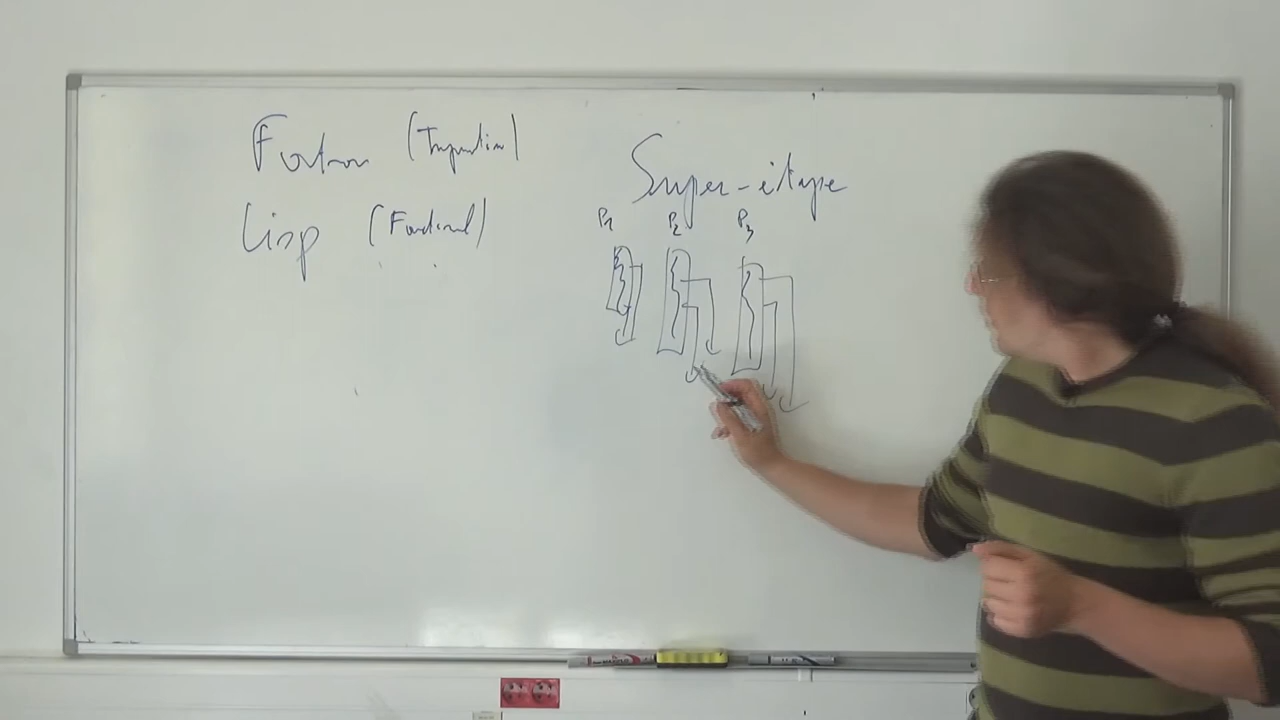 Fortran (Impératif)
Lisp (Fonctionnel)
Super-étape
P1 P2 P3